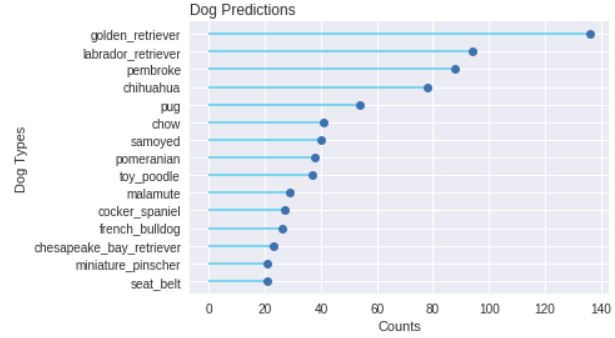 Dog Predictions
golden_retriever
labrador_retriever
pembroke
chihuahua
pug
chow
samoyed
pomeranian
toy_poodle
malamute
cocker_spaniel
french_bulldog
chesapeake_bay_retriever
miniature_pinscher
seat_belt
Dog Types
0 20 40 60 80 100 120 140
Counts